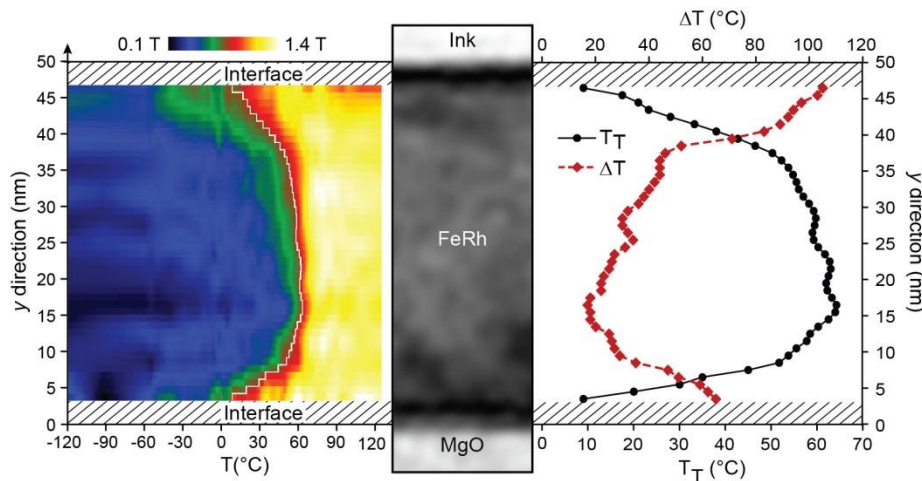 0.1 T 1.4 T
Interface
50
45
40
35
30
25
20
15
10
5
0
y direction (nm)
Interface
-120 -90 -60 -30 0 30 60 90 120
T(°C)
Ink
FeRh
MgO
ΔT (°C)
0 20 40 60 80 100 120
T_T
ΔT
50
45
40
35
30
25
20
15
10
5
0
y direction (nm)
0 10 20 30 40 50 60 70
T_T (°C)